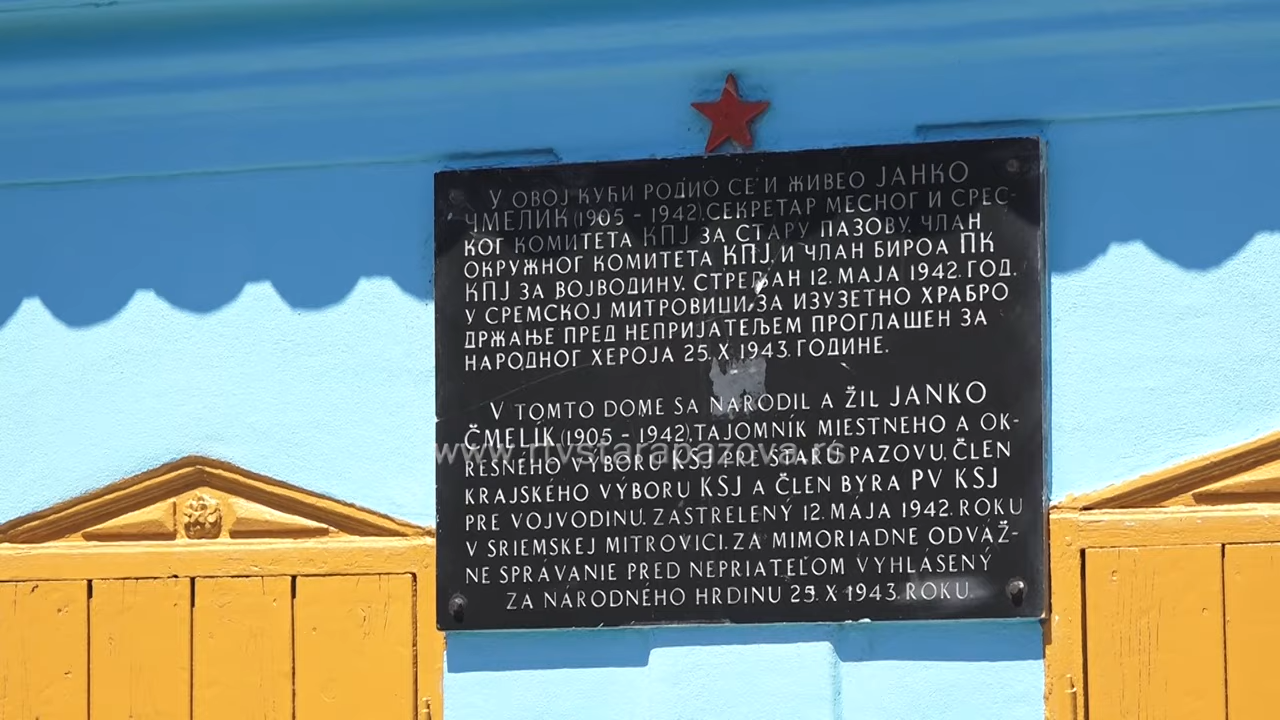 У ОВОЈ КУЋИ РОДИО СЕ И ЖИВЕО ЈАНКО
ЧМЕЛИК (1905 - 1942), СЕКРЕТАР МЕСНОГ И СРЕС-
КОГ КОМИТЕТА КПЈ ЗА СТАРУ ПАЗОВУ, ЧЛАН
ОКРУЖНОГ КОМИТЕТА КПЈ, И ЧЛАН БИРОА ПК
КПЈ ЗА ВОЈВОДИНУ. СТРЕЉАН 12. МАЈА 1942. ГОД.
У СРЕМСКОЈ МИТРОВИЦИ. ЗА ИЗУЗЕТНО ХРАБРО
ДРЖАЊЕ ПРЕД НЕПРИЈАТЕЉЕМ ПРОГЛАШЕН ЗА
НАРОДНОГ ХЕРОЈА 25. X 1943. ГОДИНЕ.
V TOMTO DOME SA NARODIL A ŽIL JANKO
ČMELÍK (1905 - 1942), TAJOMNÍK MIESTNEHO A OK-
RESNÉHO VÝBORU KSJ PRE STARÚ PAZOVU, ČLEN
KRAJSKÉHO VÝBORU KSJ A ČLEN BYRA PV KSJ
PRE VOJVODINU. ZASTRELENÝ 12. MÁJA 1942. ROKU
V SRIEMSKEJ MITROVICI. ZA MIMORIADNE ODVÁŽ-
NE SPRÁVANIE PRED NEPRIATEĽOM VYHLÁSENÝ
ZA NÁRODNÉHO HRDINU 25. X 1943. ROKU.
www.rtvstarapazova.rs